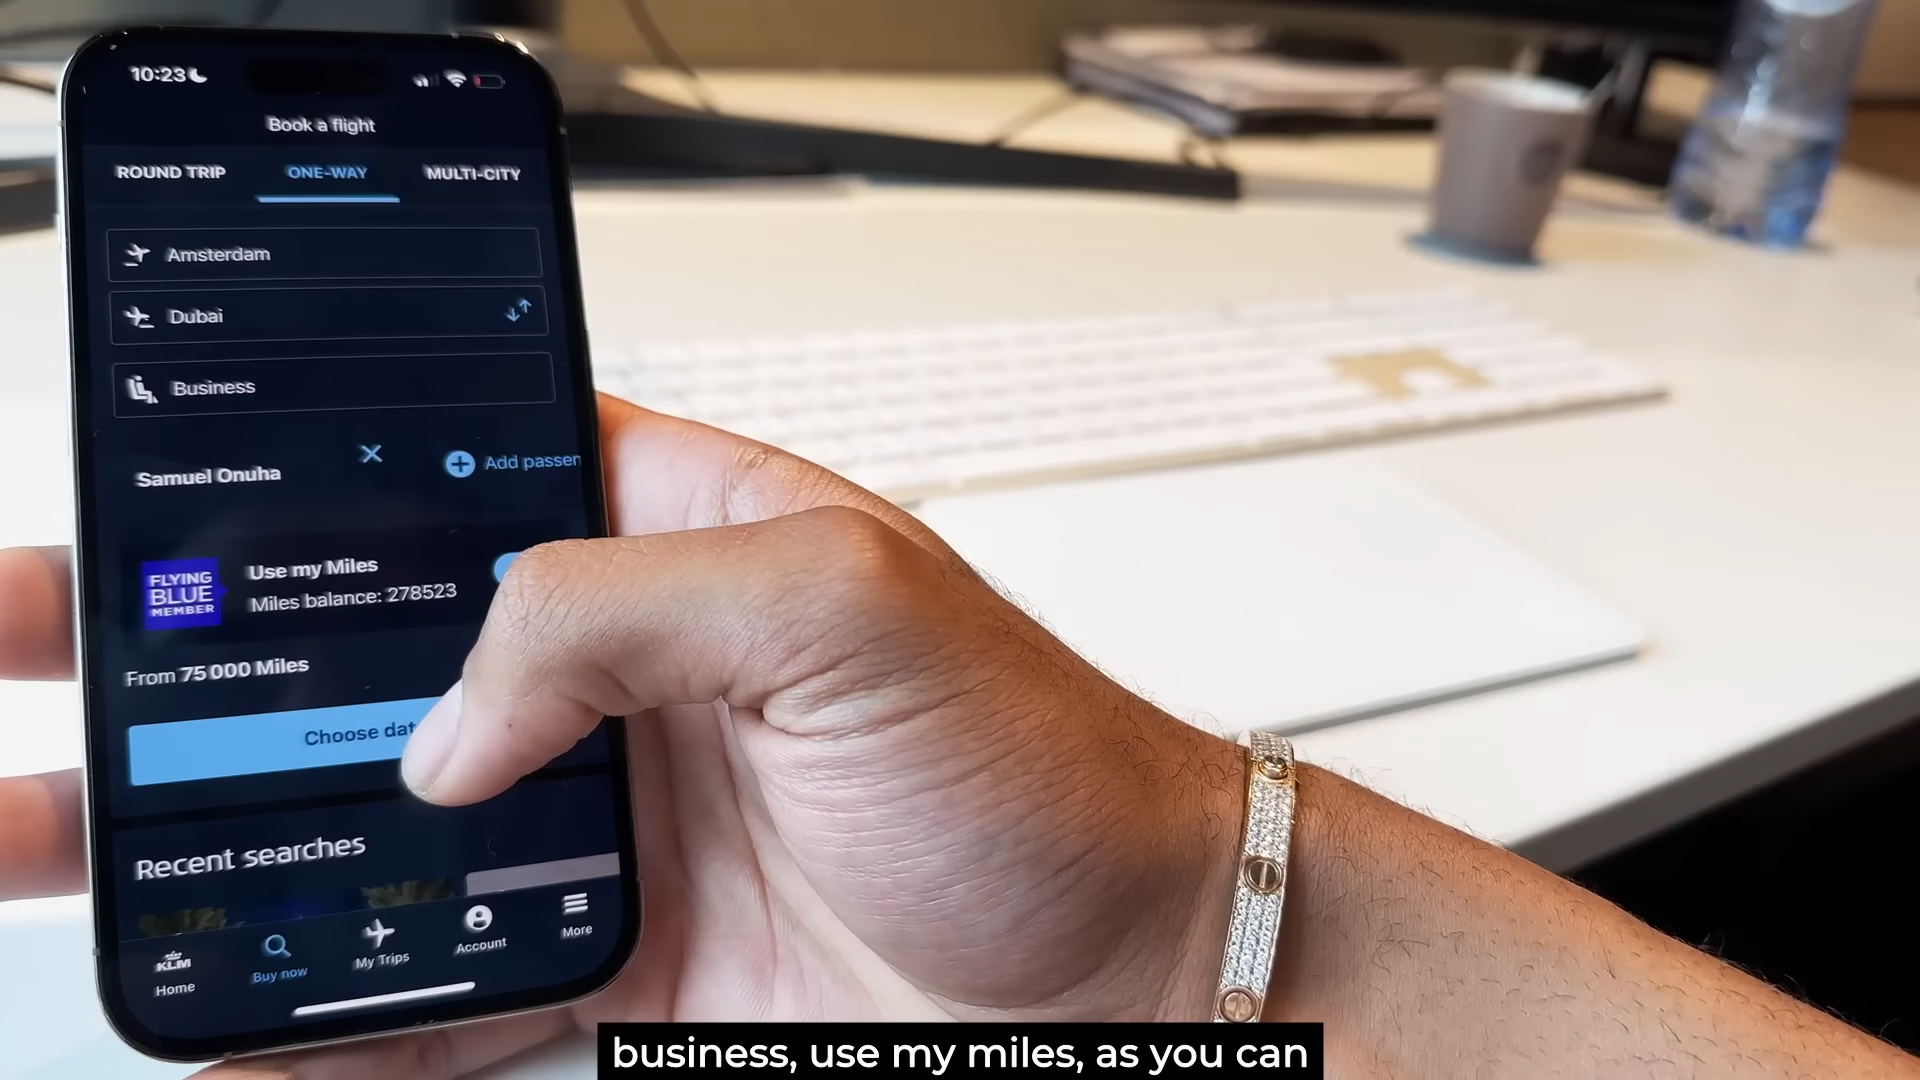 10:23
Book a flight
ROUND TRIP ONE-WAY MULTI-CITY
Amsterdam
Dubai
Business
Samuel Onuha
Add passen
FLYING
BLUE
MEMBER
Use my Miles
Miles balance: 278523
From 75 000 Miles
Choose dat
Recent searches
KLM
Home
Buy now
My Trips
Account
More
business, use my miles, as you can